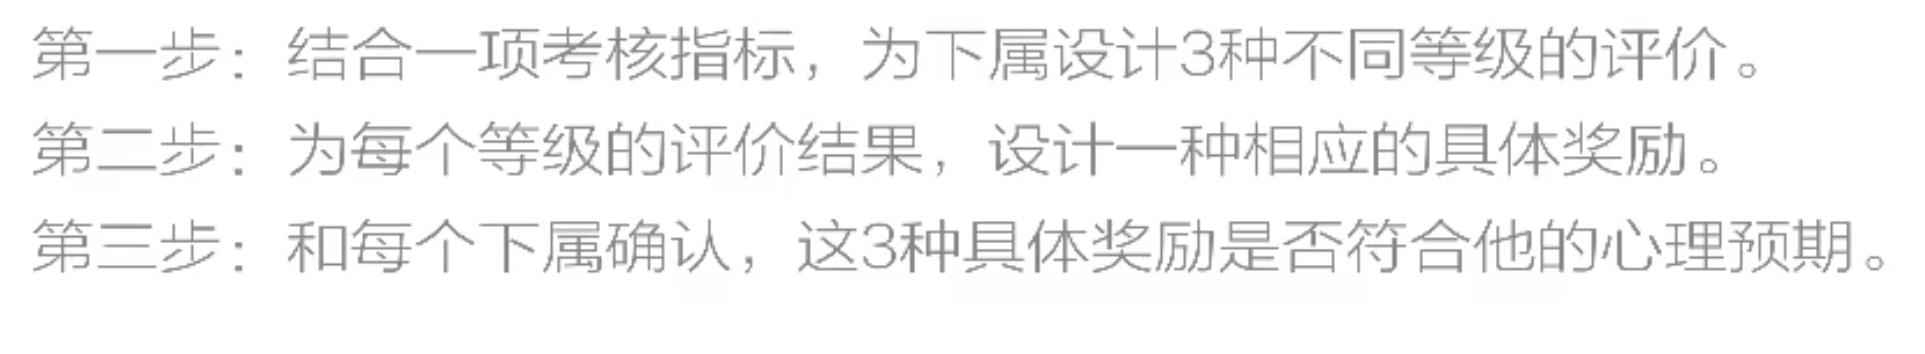 第一步：结合一项考核指标，为下属设计3种不同等级的评价。
第二步：为每个等级的评价结果，设计一种相应的具体奖励。
第三步：和每个下属确认，这3种具体奖励是否符合他的心理预期。